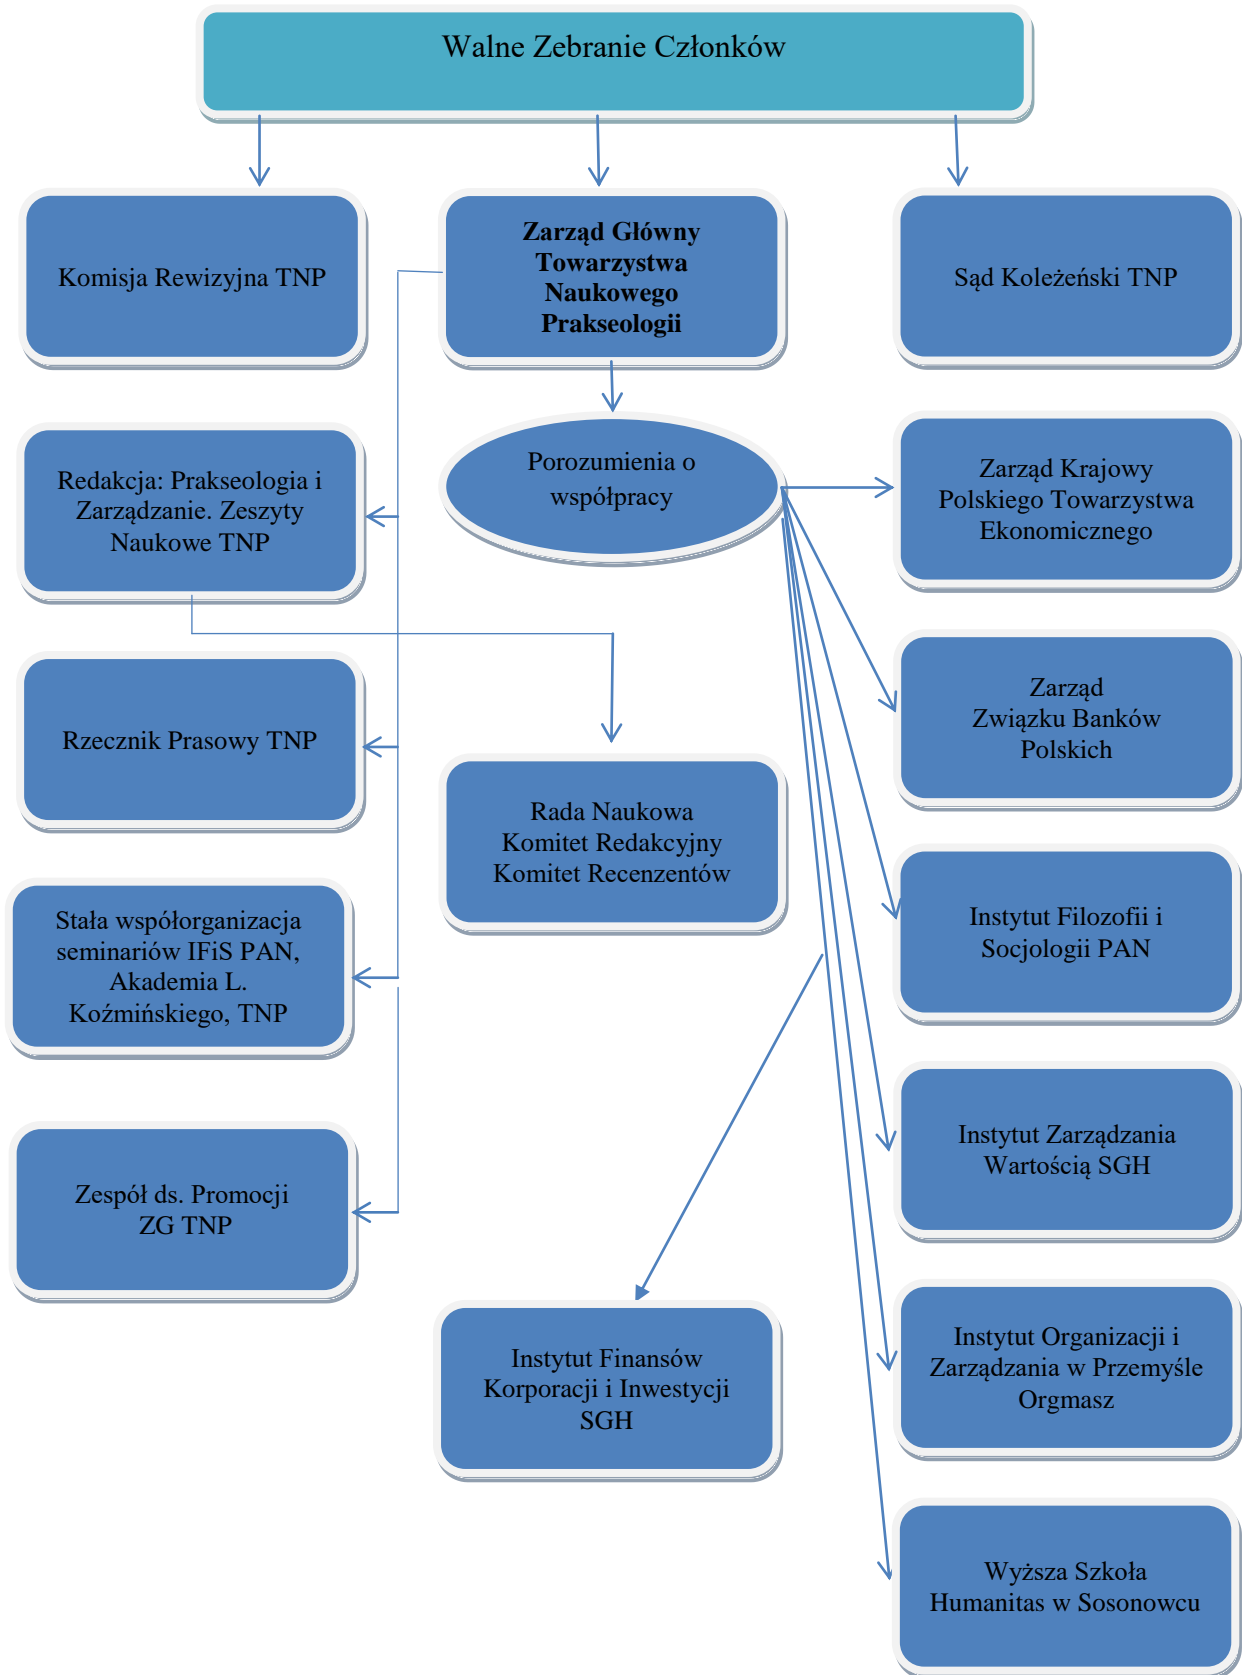 Walne Zebranie Członków
Komisja Rewizyjna TNP
Zarząd Główny
Towarzystwa
Naukowego
Prakseologii
Sąd Koleżeński TNP
Redakcja: Prakseologia i
Zarządzanie. Zeszyty
Naukowe TNP
Porozumienia o
współpracy
Zarząd Krajowy
Polskiego Towarzystwa
Ekonomicznego
Rzecznik Prasowy TNP
Zarząd
Związku Banków
Polskich
Rada Naukowa
Komitet Redakcyjny
Komitet Recenzentów
Stała współorganizacja
seminariów IFiS PAN,
Akademia L.
Koźmińskiego, TNP
Instytut Filozofii i
Socjologii PAN
Zespół ds. Promocji
ZG TNP
Instytut Zarządzania
Wartością SGH
Instytut Finansów
Korporacji i Inwestycji
SGH
Instytut Organizacji i
Zarządzania w Przemyśle
Orgmasz
Wyższa Szkoła
Humanitas w Sosonowcu